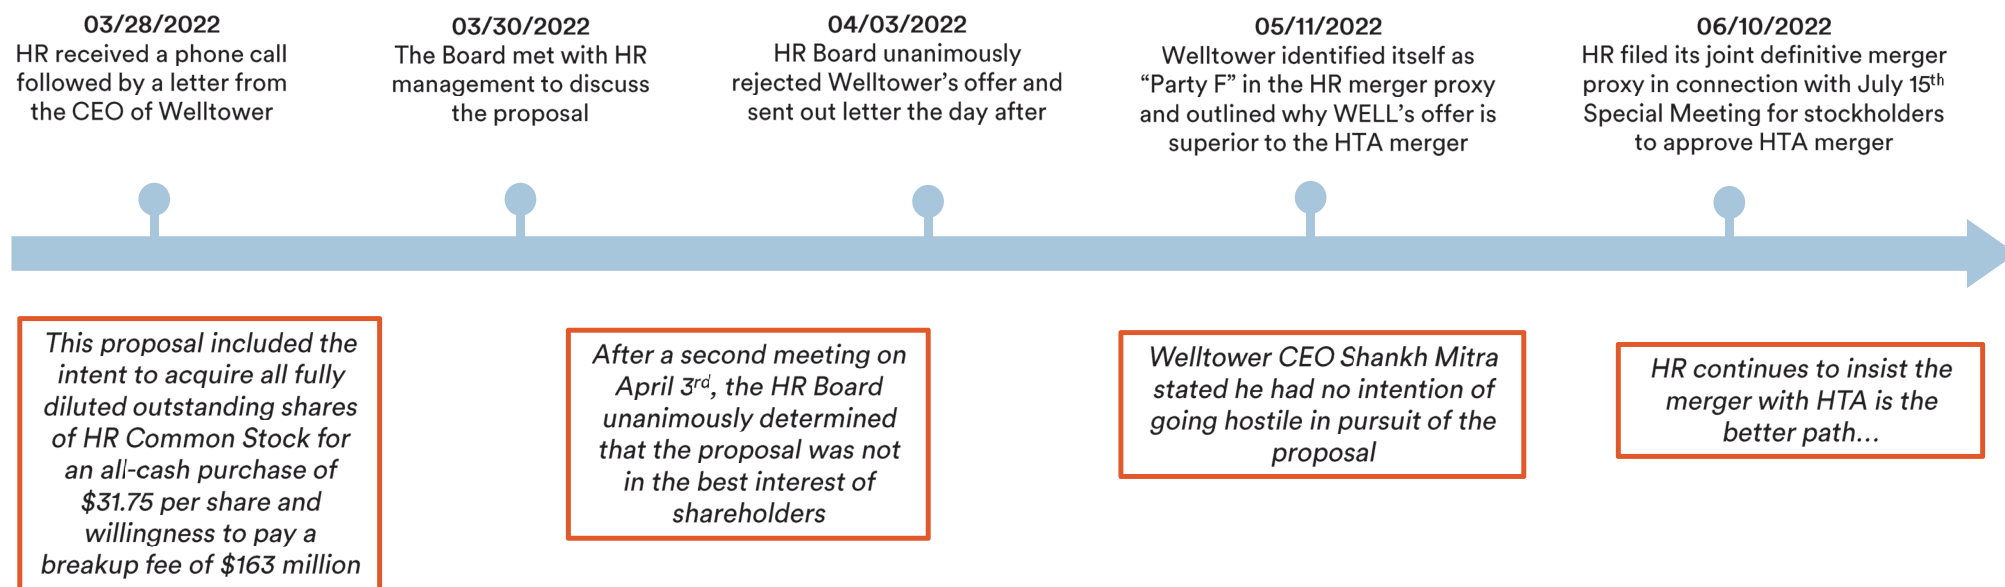 03/28/2022
HR received a phone call
followed by a letter from
the CEO of Welltower
03/30/2022
The Board met with HR
management to discuss
the proposal
04/03/2022
HR Board unanimously
rejected Welltower’s offer and
sent out letter the day after
05/11/2022
Welltower identified itself as
“Party F” in the HR merger proxy
and outlined why WELL’s offer is
superior to the HTA merger
06/10/2022
HR filed its joint definitive merger
proxy in connection with July 15th
Special Meeting for stockholders
to approve HTA merger
This proposal included the
intent to acquire all fully
diluted outstanding shares
of HR Common Stock for
an all-cash purchase of
$31.75 per share and
willingness to pay a
breakup fee of $163 million
After a second meeting on
April 3rd, the HR Board
unanimously determined
that the proposal was not
in the best interest of
shareholders
Welltower CEO Shankh Mitra
stated he had no intention of
going hostile in pursuit of the
proposal
HR continues to insist the
merger with HTA is the
better path…